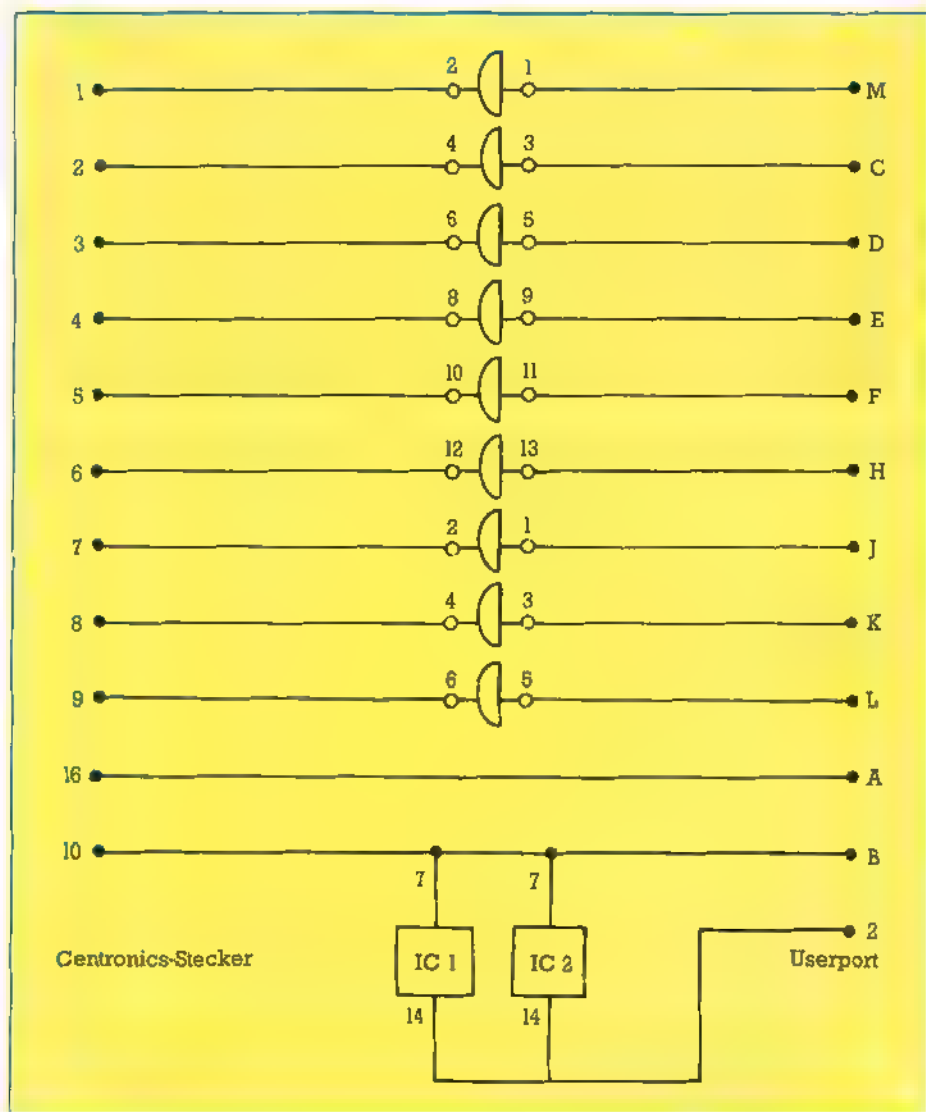 1 2 1 M
2 4 3 C
3 6 5 D
4 8 9 E
5 10 11 F
6 12 13 H
7 2 1 J
8 4 3 K
9 6 5 L
16 A
10 B
7 7
2
Centronics-Stecker IC 1 IC 2 Userport
14 14